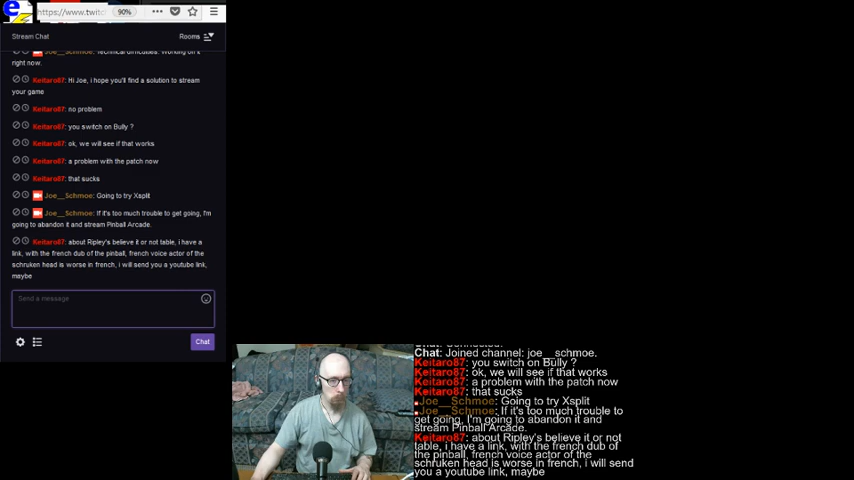 https://www.twitc
90%
Stream Chat
Rooms
Joe__Schmoe: Technical difficulties. Working on it
right now.
Keitaro87: Hi Joe, i hope you'll find a solution to stream
your game
Keitaro87: no problem
Keitaro87: you switch on Bully ?
Keitaro87: ok, we will see if that works
Keitaro87: a problem with the patch now
Keitaro87: that sucks
Joe__Schmoe: Going to try Xsplit
Joe__Schmoe: If it's too much trouble to get going, I'm
going to abandon it and stream Pinball Arcade.
Keitaro87: about Ripley's believe it or not table, i have a
link, with the french dub of the pinball, french voice actor of the
schruken head is worse in french, i will send you a youtube link,
maybe
Send a message
Chat
Chat: Connected.
Chat: Joined channel: joe__schmoe.
Keitaro87: you switch on Bully ?
Keitaro87: ok, we will see if that works
Keitaro87: a problem with the patch now
Keitaro87: that sucks
Joe__Schmoe: Going to try Xsplit
Joe__Schmoe: If it's too much trouble to
get going, I'm going to abandon it and
stream Pinball Arcade.
Keitaro87: about Ripley's believe it or not
table, i have a link, with the french dub of
the pinball, french voice actor of the
schruken head is worse in french, i will send
you a youtube link, maybe